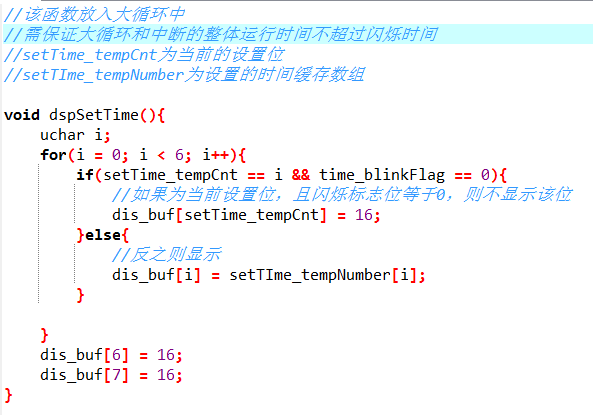 //该函数放入大循环中
//需保证大循环和中断的整体运行时间不超过闪烁时间
//setTime_tempCnt为当前的设置位
//setTIme_tempNumber为设置的时间缓存数组
void dspSetTime(){
uchar i;
for(i = 0; i < 6; i++){
if(setTime_tempCnt == i && time_blinkFlag == 0){
//如果为当前设置位，且闪烁标志位等于0，则不显示该位
dis_buf[setTime_tempCnt] = 16;
}else{
//反之则显示
dis_buf[i] = setTIme_tempNumber[i];
}
}
dis_buf[6] = 16;
dis_buf[7] = 16;
}